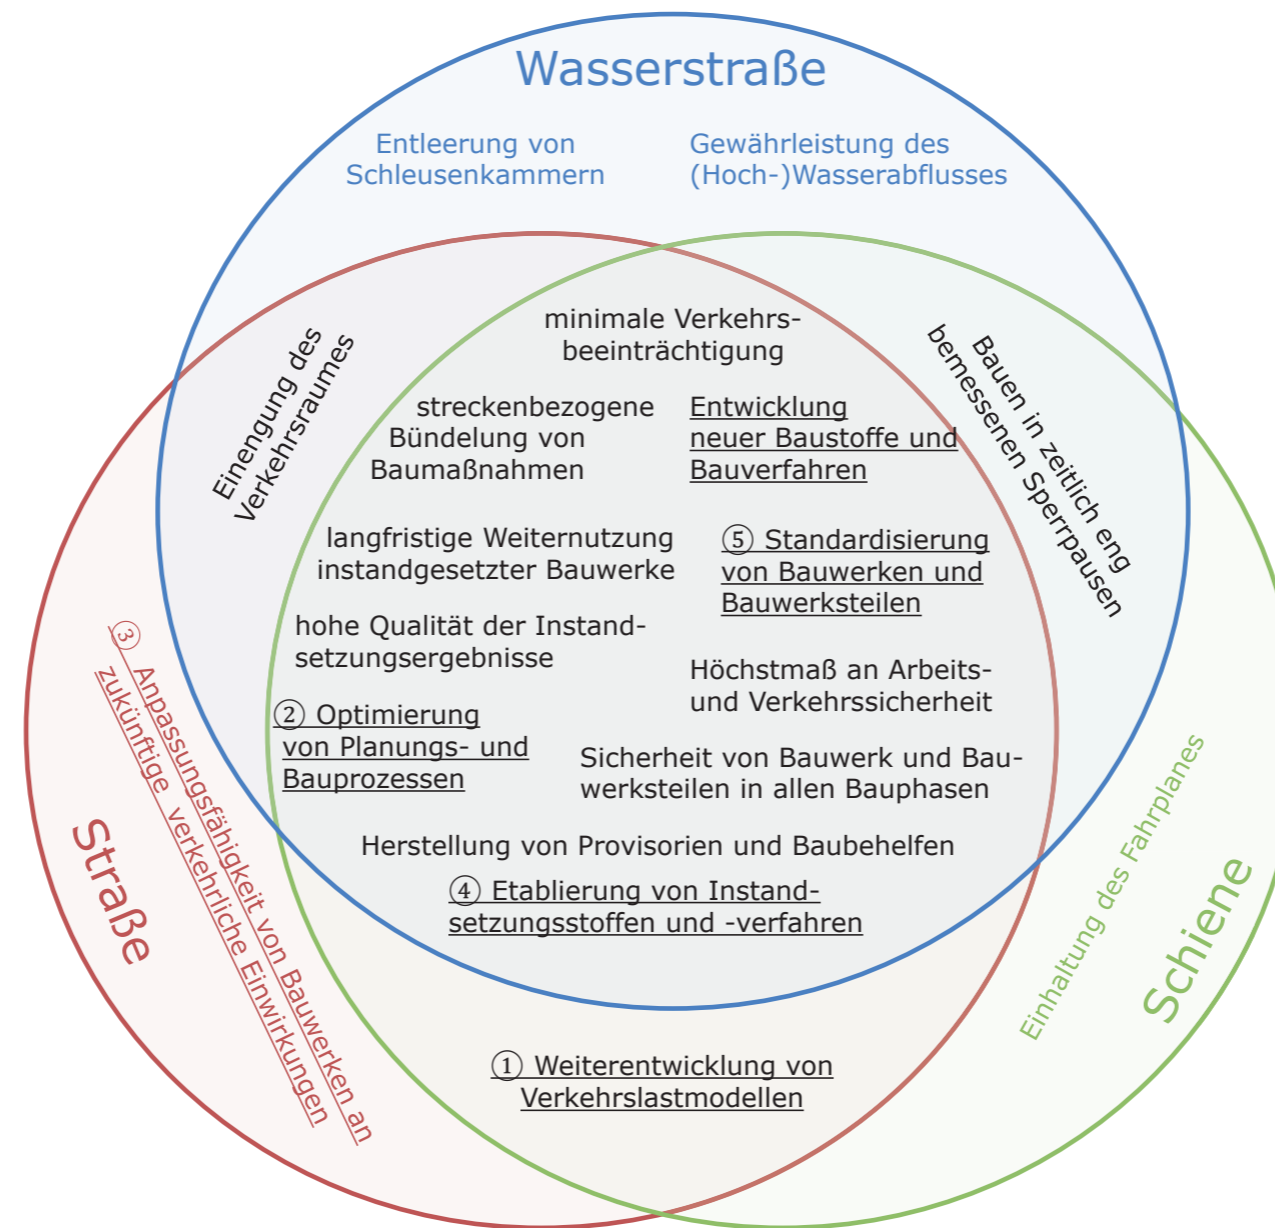 Wasserstraße
Entleerung von
Schleusenkammern
Gewährleistung des
(Hoch-)Wasserabflusses
Einengung des
Verkehrsraumes
minimale Verkehrs-
beeinträchtigung
Bauen in zeitlich eng
bemessenen Sperrpausen
streckenbezogene
Bündelung von
Baumaßnahmen
Entwicklung
neuer Baustoffe und
Bauverfahren
langfristige Weiternutzung
instandgesetzter Bauwerke
⑤ Standardisierung
von Bauwerken und
Bauwerksteilen
hohe Qualität der Instand-
setzungsergebnisse
Höchstmaß an Arbeits-
und Verkehrssicherheit
② Optimierung
von Planungs- und
Bauprozessen
Sicherheit von Bauwerk und Bau-
werksteilen in allen Bauphasen
Herstellung von Provisorien und Baubehelfen
④ Etablierung von Instand-
setzungsstoffen und -verfahren
③ Anpassungsfähigkeit von Bauwerken an
zukünftige verkehrliche Einwirkungen
Straße
Einhaltung des Fahrplanes
Schiene
① Weiterentwicklung von
Verkehrslastmodellen